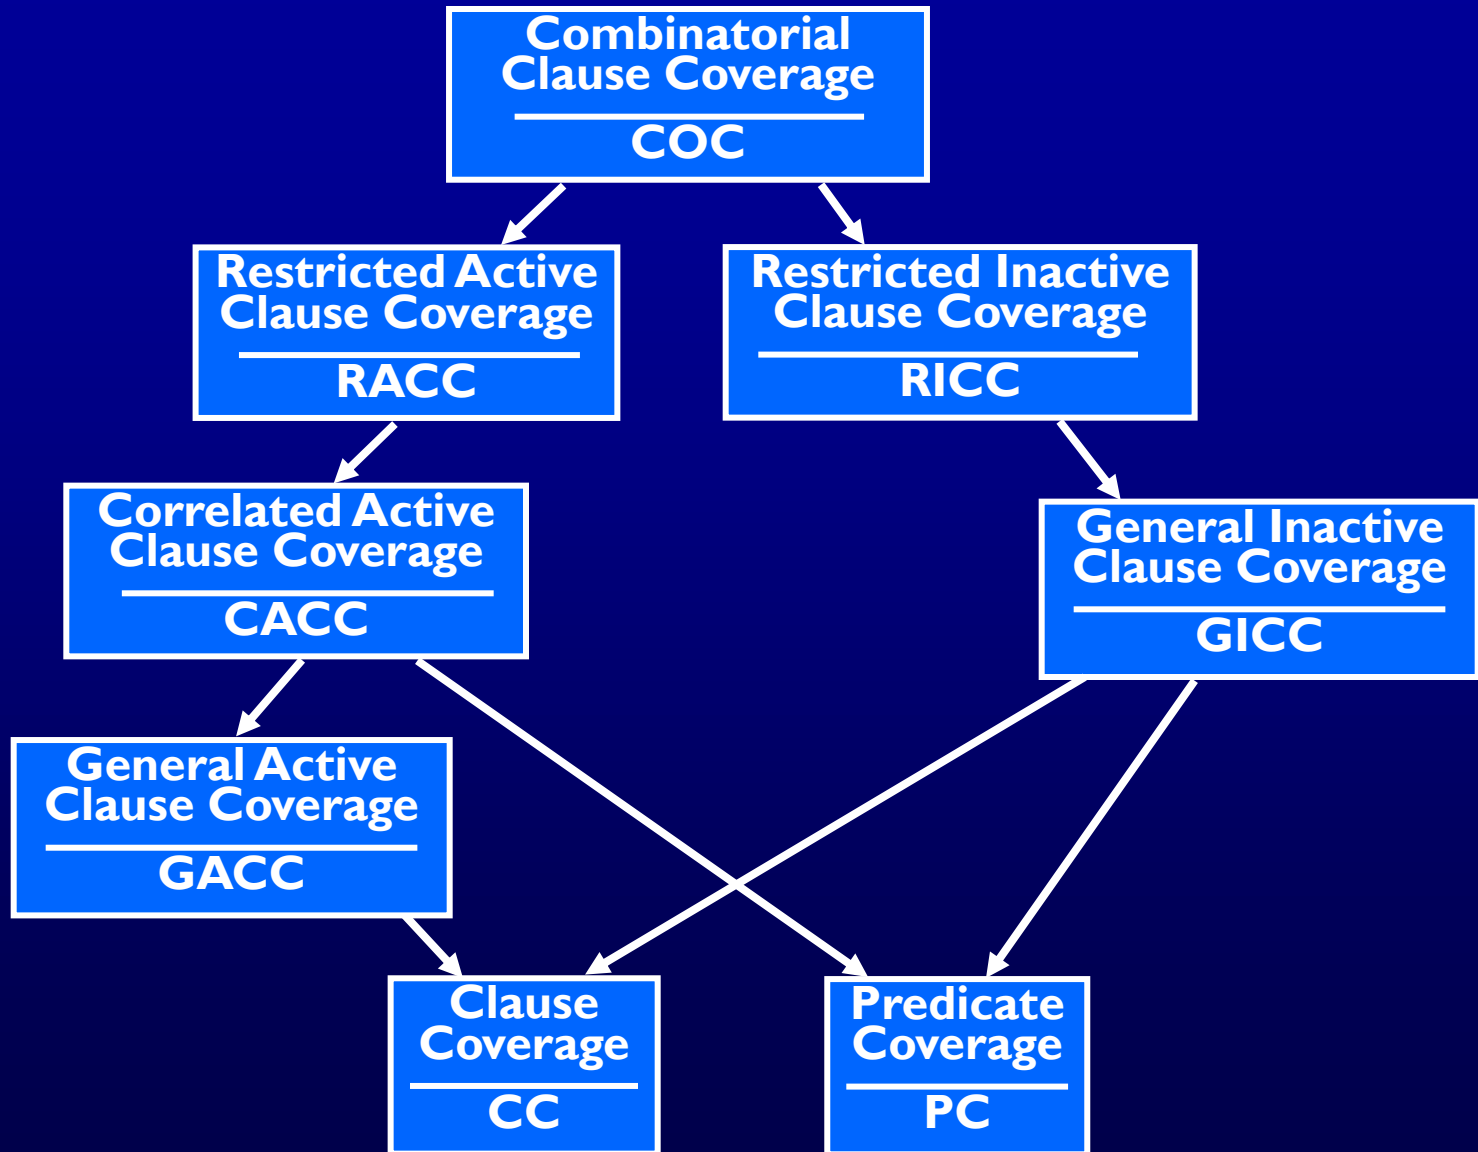 Combinatorial
Clause Coverage
COC
Restricted Active
Clause Coverage
RACC
Restricted Inactive
Clause Coverage
RICC
Correlated Active
Clause Coverage
CACC
General Inactive
Clause Coverage
GICC
General Active
Clause Coverage
GACC
Clause
Coverage
CC
Predicate
Coverage
PC